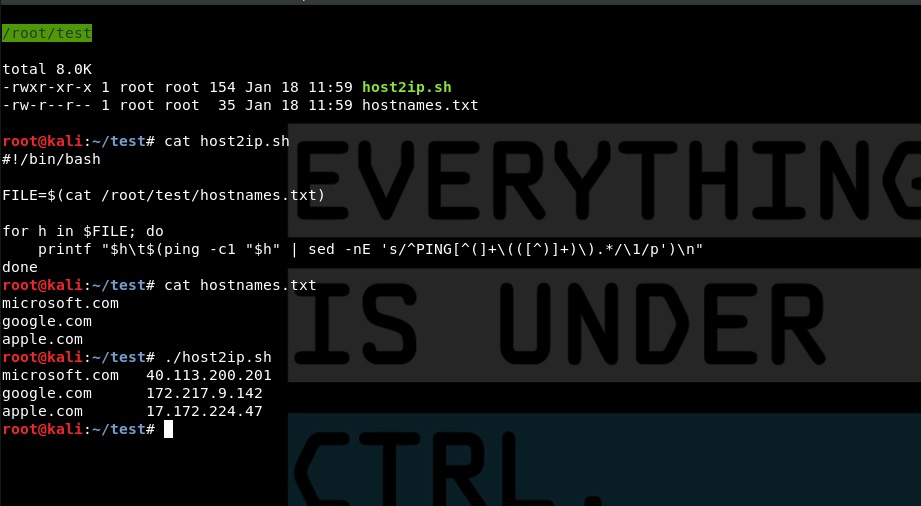 /root/test
total 8.0K
-rwxr-xr-x 1 root root 154 Jan 18 11:59 host2ip.sh
-rw-r--r-- 1 root root  35 Jan 18 11:59 hostnames.txt
root@kali:~/test# cat host2ip.sh
#!/bin/bash
FILE=$(cat /root/test/hostnames.txt)
for h in $FILE; do
    printf "$h\t$(ping -c1 "$h" | sed -nE 's/^PING[^(]+\(([^)]+)\).*/\1/p')\n"
done
root@kali:~/test# cat hostnames.txt
microsoft.com
google.com
apple.com
root@kali:~/test# ./host2ip.sh
microsoft.com   40.113.200.201
google.com      172.217.9.142
apple.com       17.172.224.47
root@kali:~/test#
EVERYTHING
IS UNDER
CTRL.